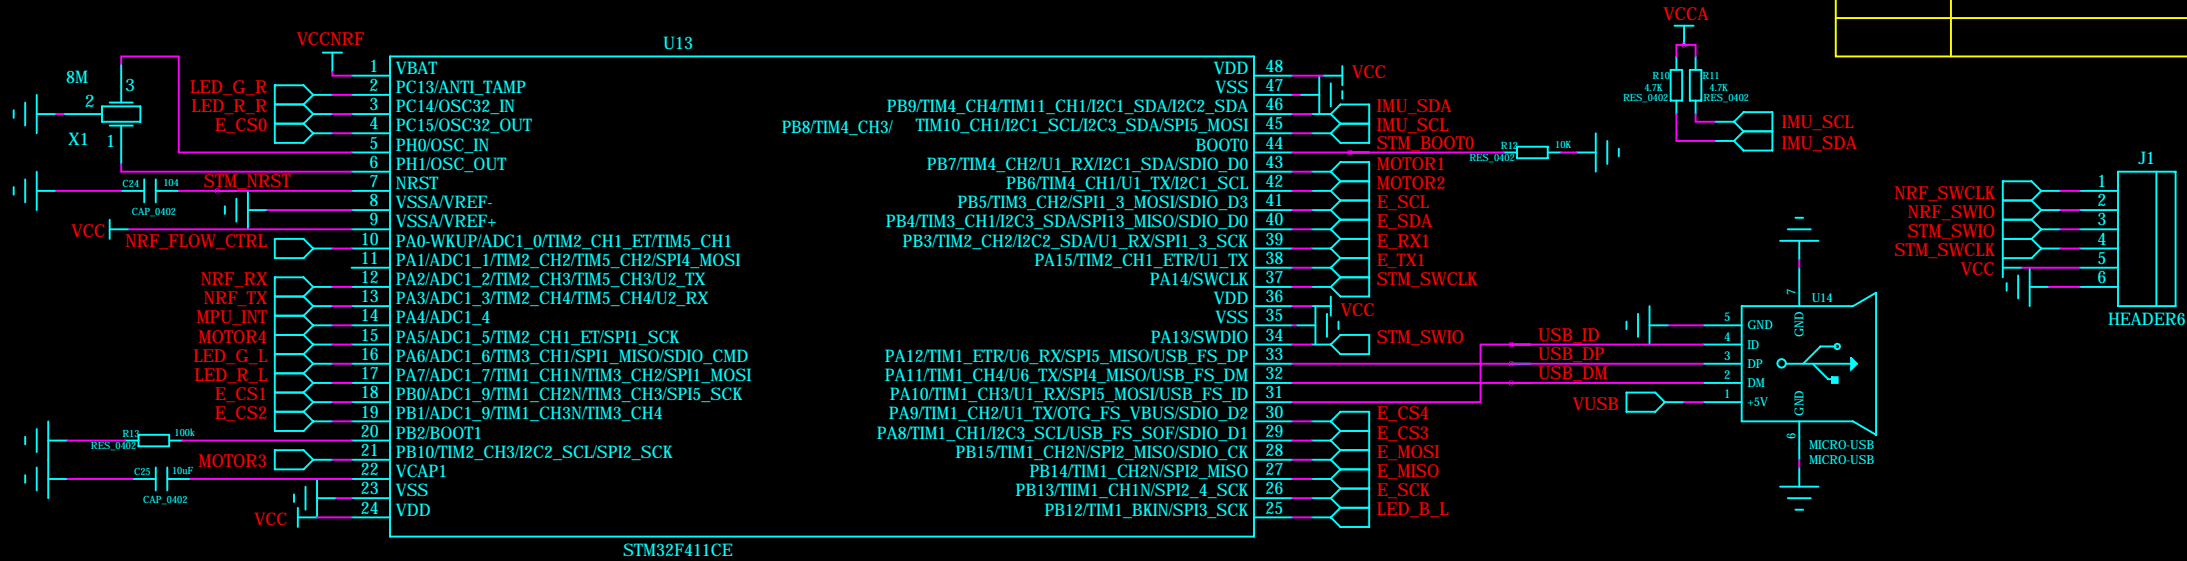 U13
VCCNRF
8M
X1
3
2
1
LED_G_R
LED_R_R
E_CS0
C24 104
CAP_0402
STM_NRST
VCC
NRF_FLOW_CTRL
NRF_RX
NRF_TX
MPU_INT
MOTOR4
LED_G_L
LED_R_L
E_CS1
E_CS2
R13 100k
RES_0402
MOTOR3
C25 10uF
CAP_0402
VCC
1 VBAT
2 PC13/ANTI_TAMP
3 PC14/OSC32_IN
4 PC15/OSC32_OUT
5 PH0/OSC_IN
6 PH1/OSC_OUT
7 NRST
8 VSSA/VREF-
9 VSSA/VREF+
10 PA0-WKUP/ADC1_0/TIM2_CH1_ET/TIM5_CH1
11 PA1/ADC1_1/TIM2_CH2/TIM5_CH2/SPI4_MOSI
12 PA2/ADC1_2/TIM2_CH3/TIM5_CH3/U2_TX
13 PA3/ADC1_3/TIM2_CH4/TIM5_CH4/U2_RX
14 PA4/ADC1_4
15 PA5/ADC1_5/TIM2_CH1_ET/SPI1_SCK
16 PA6/ADC1_6/TIM3_CH1/SPI1_MISO/SDIO_CMD
17 PA7/ADC1_7/TIM1_CH1N/TIM3_CH2/SPI1_MOSI
18 PB0/ADC1_9/TIM1_CH2N/TIM3_CH3/SPI5_SCK
19 PB1/ADC1_9/TIM1_CH3N/TIM3_CH4
20 PB2/BOOT1
21 PB10/TIM2_CH3/I2C2_SCL/SPI2_SCK
22 VCAP1
23 VSS
24 VDD
VDD 48 VCC
VSS 47
PB9/TIM4_CH4/TIM11_CH1/I2C1_SDA/I2C2_SDA 46 IMU_SDA
PB8/TIM4_CH3/ TIM10_CH1/I2C1_SCL/I2C3_SDA/SPI5_MOSI 45 IMU_SCL
BOOT0 44 STM_BOOT0
PB7/TIM4_CH2/U1_RX/I2C1_SDA/SDIO_D0 43 MOTOR1
PB6/TIM4_CH1/U1_TX/I2C1_SCL 42 MOTOR2
PB5/TIM3_CH2/SPI1_3_MOSI/SDIO_D3 41 E_SCL
PB4/TIM3_CH1/I2C3_SDA/SPI13_MISO/SDIO_D0 40 E_SDA
PB3/TIM2_CH2/I2C2_SDA/U1_RX/SPI1_3_SCK 39 E_RX1
PA15/TIM2_CH1_ETR/U1_TX 38 E_TX1
PA14/SWCLK 37 STM_SWCLK
VDD 36 VCC
VSS 35
PA13/SWDIO 34 STM_SWIO
PA12/TIM1_ETR/U6_RX/SPI5_MISO/USB_FS_DP 33
PA11/TIM1_CH4/U6_TX/SPI4_MISO/USB_FS_DM 32
PA10/TIM1_CH3/U1_RX/SPI5_MOSI/USB_FS_ID 31
PA9/TIM1_CH2/U1_TX/OTG_FS_VBUS/SDIO_D2 30 E_CS4
PA8/TIM1_CH1/I2C3_SCL/USB_FS_SOF/SDIO_D1 29 E_CS3
PB15/TIM1_CH2N/SPI2_MISO/SDIO_CK 28 E_MOSI
PB14/TIM1_CH2N/SPI2_MISO 27 E_MISO
PB13/TIIM1_CH1N/SPI2_4_SCK 26 E_SCK
PB12/TIM1_BKIN/SPI3_SCK 25 LED_B_L
STM32F411CE
R12 10K
RES_0402
VCCA
R10 R11
4.7K 4.7K
RES_0402 RES_0402
IMU_SCL
IMU_SDA
USB_ID
USB_DP
USB_DM
VUSB
U14
7
GND
5 GND
4 ID
3 DP
2 DM
1 +5V
GND
6
MICRO-USB
MICRO-USB
J1
NRF_SWCLK 1
NRF_SWIO 2
STM_SWIO 3
STM_SWCLK 4
VCC 5
6
HEADER6